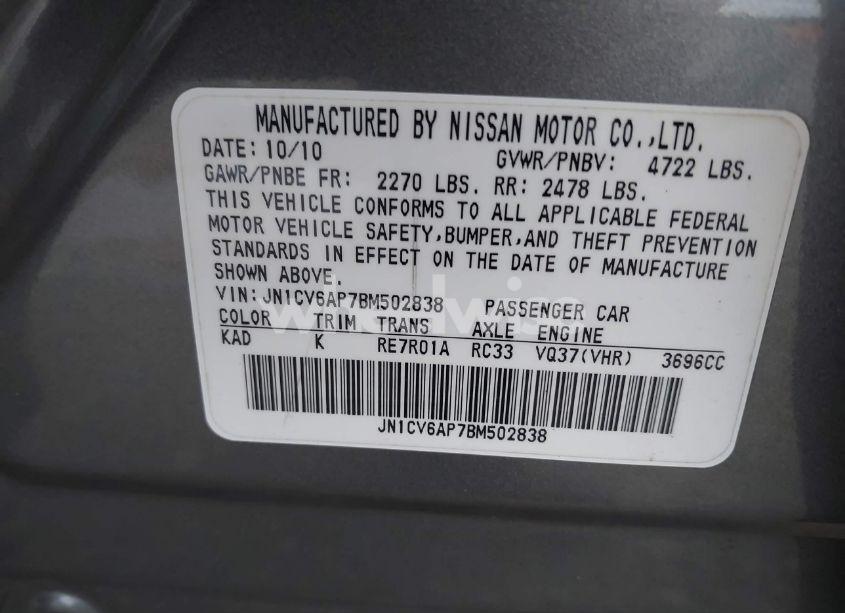 MANUFACTURED BY NISSAN MOTOR CO.,LTD.
DATE: 10/10 GVWR/PNBV: 4722 LBS.
GAWR/PNBE FR: 2270 LBS. RR: 2478 LBS.
THIS VEHICLE CONFORMS TO ALL APPLICABLE FEDERAL
MOTOR VEHICLE SAFETY,BUMPER,AND THEFT PREVENTION
STANDARDS IN EFFECT ON THE DATE OF MANUFACTURE
SHOWN ABOVE.
VIN:JN1CV6AP7BM502838 PASSENGER CAR
COLOR TRIM TRANS AXLE ENGINE
KAD K RE7R01A RC33 VQ37(VHR) 3696CC
JN1CV6AP7BM502838